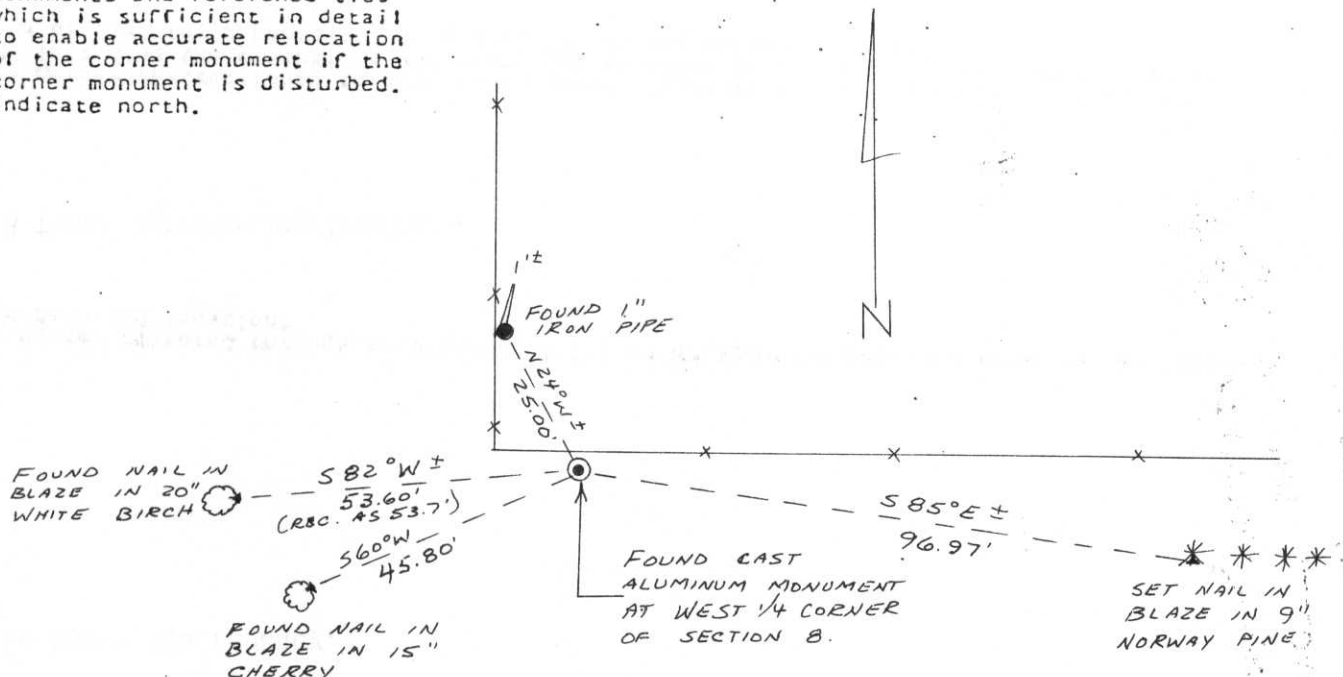 which is sufficient in detail
to enable accurate relocation
of the corner monument if the
corner monument is disturbed.
Indicate north.
1'±
FOUND 1"
IRON PIPE
N
N24°W±
25.00'
FOUND NAIL IN
BLAZE IN 20"
WHITE BIRCH
S 82°W±
53.60'
(REC. AS 53.7')
S60°W
45.80'
FOUND NAIL IN
BLAZE IN 15"
CHERRY
FOUND CAST
ALUMINUM MONUMENT
AT WEST 1/4 CORNER
OF SECTION 8.
S 85°E±
96.97'
SET NAIL IN
BLAZE IN 9"
NORWAY PINE